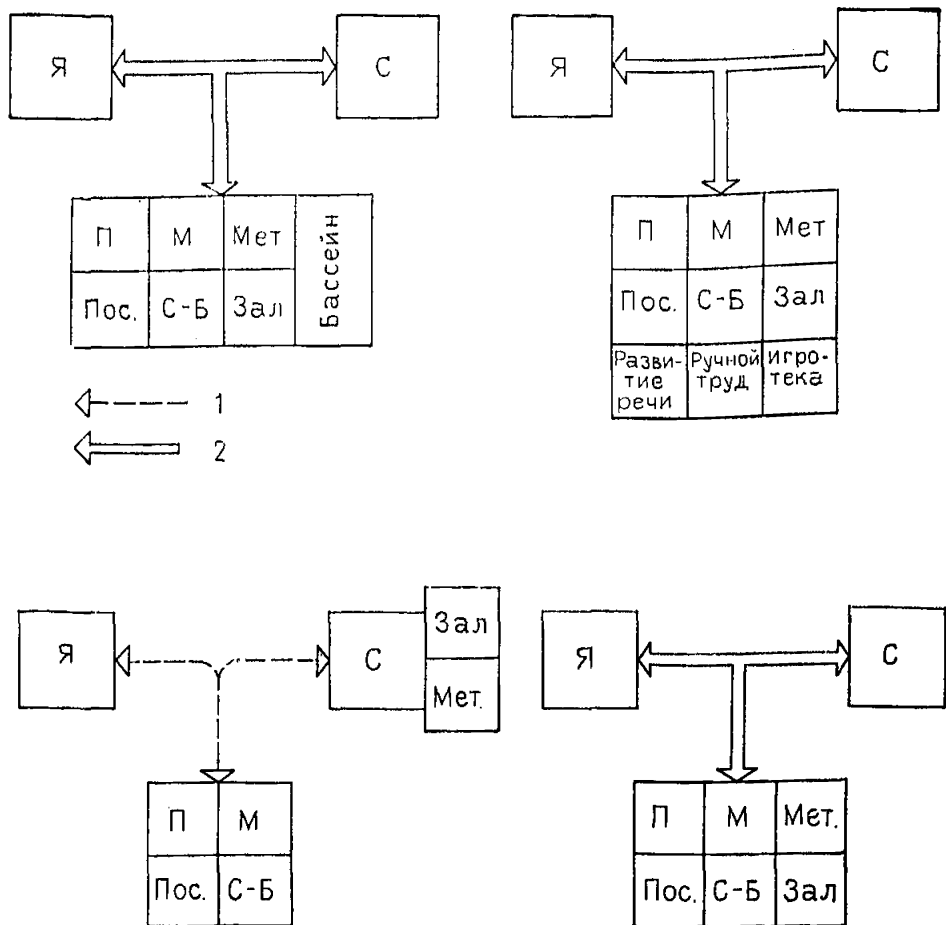 Я
С
П
М
Мет
Бассейн
Пос.
С-Б
Зал
1
2
Я
С
П
М
Мет
Пос.
С-Б
Зал
Разви-
тие
речи
Ручной
труд
игро-
тека
Я
С
Зал
Мет.
П
М
Пос.
С-Б
Я
С
П
М
Мет.
Пос.
С-Б
Зал